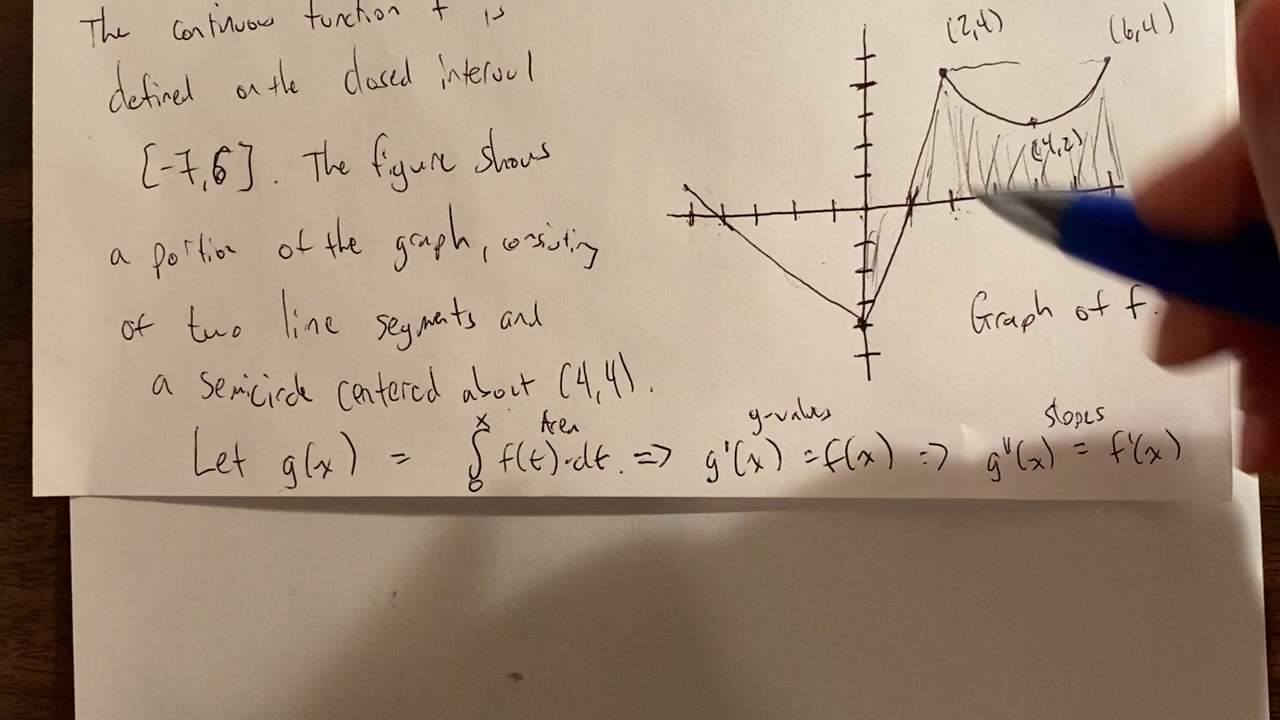 The continuous function f is
defined on the closed interval
[-7,6]. The figure shows
a portion of the graph, consisting
of two line segments and
a semicircle centered about (4,4).
(2,4)
(6,4)
(4,2)
Graph of f.
Area
y-values
slopes
Let g(x) = ∫₀ˣ f(t)·dt. => g'(x) = f(x) => g"(x) = f'(x)